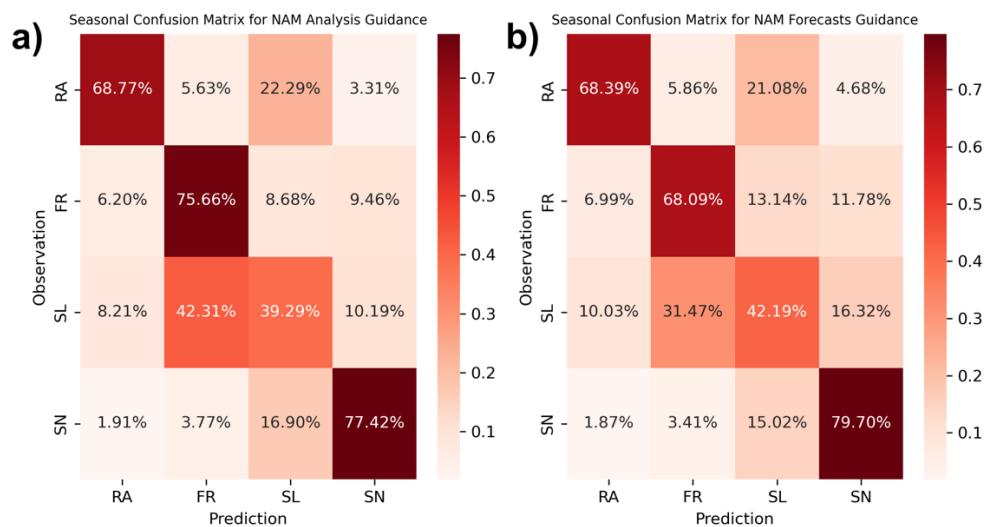 a)
Seasonal Confusion Matrix for NAM Analysis Guidance
Observation
RA
68.77% 5.63% 22.29% 3.31%
FR
6.20% 75.66% 8.68% 9.46%
SL
8.21% 42.31% 39.29% 10.19%
SN
1.91% 3.77% 16.90% 77.42%
RA FR SL SN
Prediction
0.7
0.6
0.5
0.4
0.3
0.2
0.1
b)
Seasonal Confusion Matrix for NAM Forecasts Guidance
Observation
RA
68.39% 5.86% 21.08% 4.68%
FR
6.99% 68.09% 13.14% 11.78%
SL
10.03% 31.47% 42.19% 16.32%
SN
1.87% 3.41% 15.02% 79.70%
RA FR SL SN
Prediction
0.7
0.6
0.5
0.4
0.3
0.2
0.1